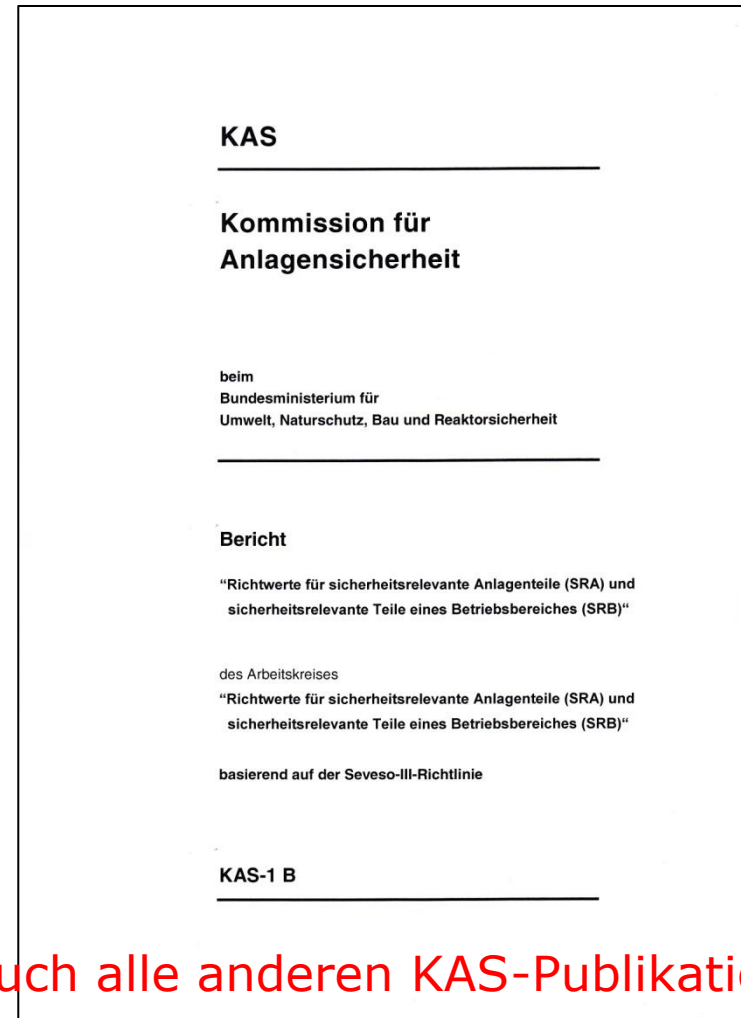 KAS
Kommission für
Anlagensicherheit
beim
Bundesministerium für
Umwelt, Naturschutz, Bau und Reaktorsicherheit
Bericht
“Richtwerte für sicherheitsrelevante Anlagenteile (SRA) und
sicherheitsrelevante Teile eines Betriebsbereiches (SRB)“
des Arbeitskreises
“Richtwerte für sicherheitsrelevante Anlagenteile (SRA) und
sicherheitsrelevante Teile eines Betriebsbereiches (SRB)“
basierend auf der Seveso-III-Richtlinie
KAS-1 B
alle anderen